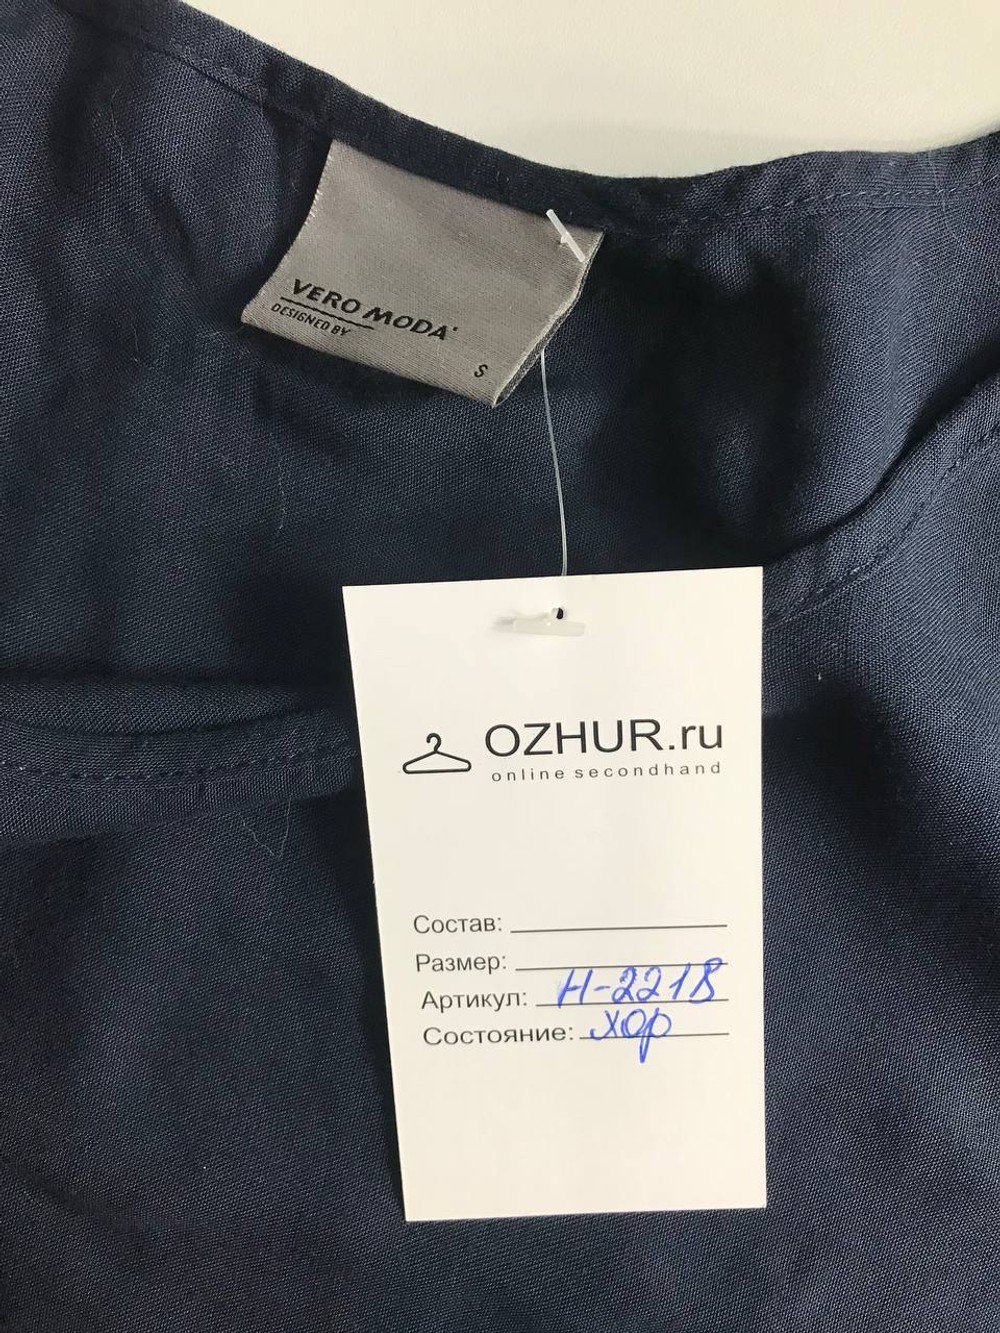 VERO MODA
DESIGNED BY
S
OZHUR.ru
online secondhand
Состав:
Размер:
Артикул: Н-2218
Состояние: хор